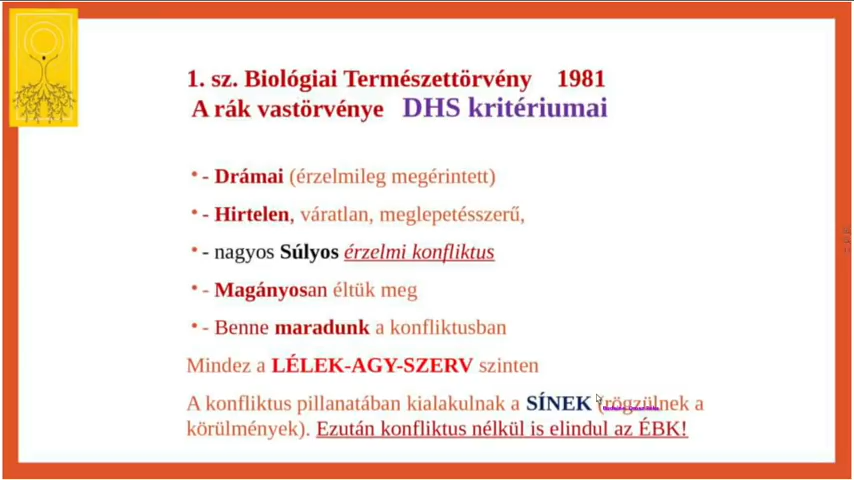 1. sz. Biológiai Természettörvény 1981
A rák vastörvénye DHS kritériumai
• - Drámai (érzelmileg megérintett)
• - Hirtelen, váratlan, meglepetésszerű,
• - nagyos Súlyos érzelmi konfliktus
• - Magányosan éltük meg
• - Benne maradunk a konfliktusban
Mindez a LÉLEK-AGY-SZERV szinten
A konfliktus pillanatában kialakulnak a SÍNEK (rögzülnek a
körülmények). Ezután konfliktus nélkül is elindul az ÉBK!